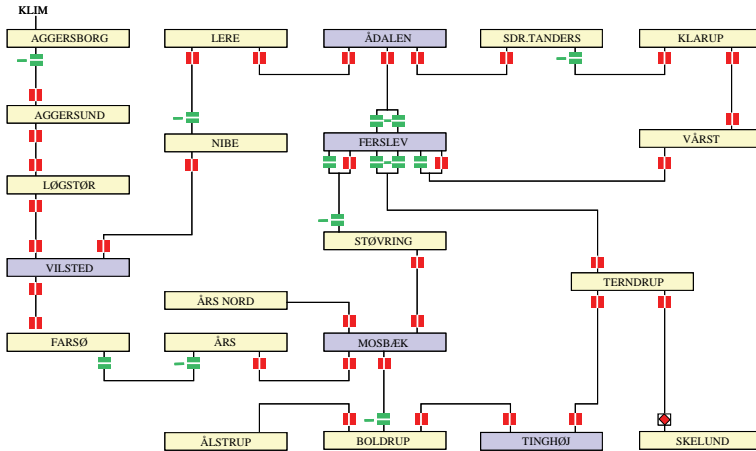 KLIM
AGGERSBORG
LERE
ÅDALEN
SDR.TANDERS
KLARUP
AGGERSUND
NIBE
FERSLEV
VÅRST
LØGSTØR
STØVRING
VILSTED
TERNDRUP
ÅRS NORD
FARSØ
ÅRS
MOSBÆK
ÅLSTRUP
BOLDRUP
TINGHØJ
SKELUND